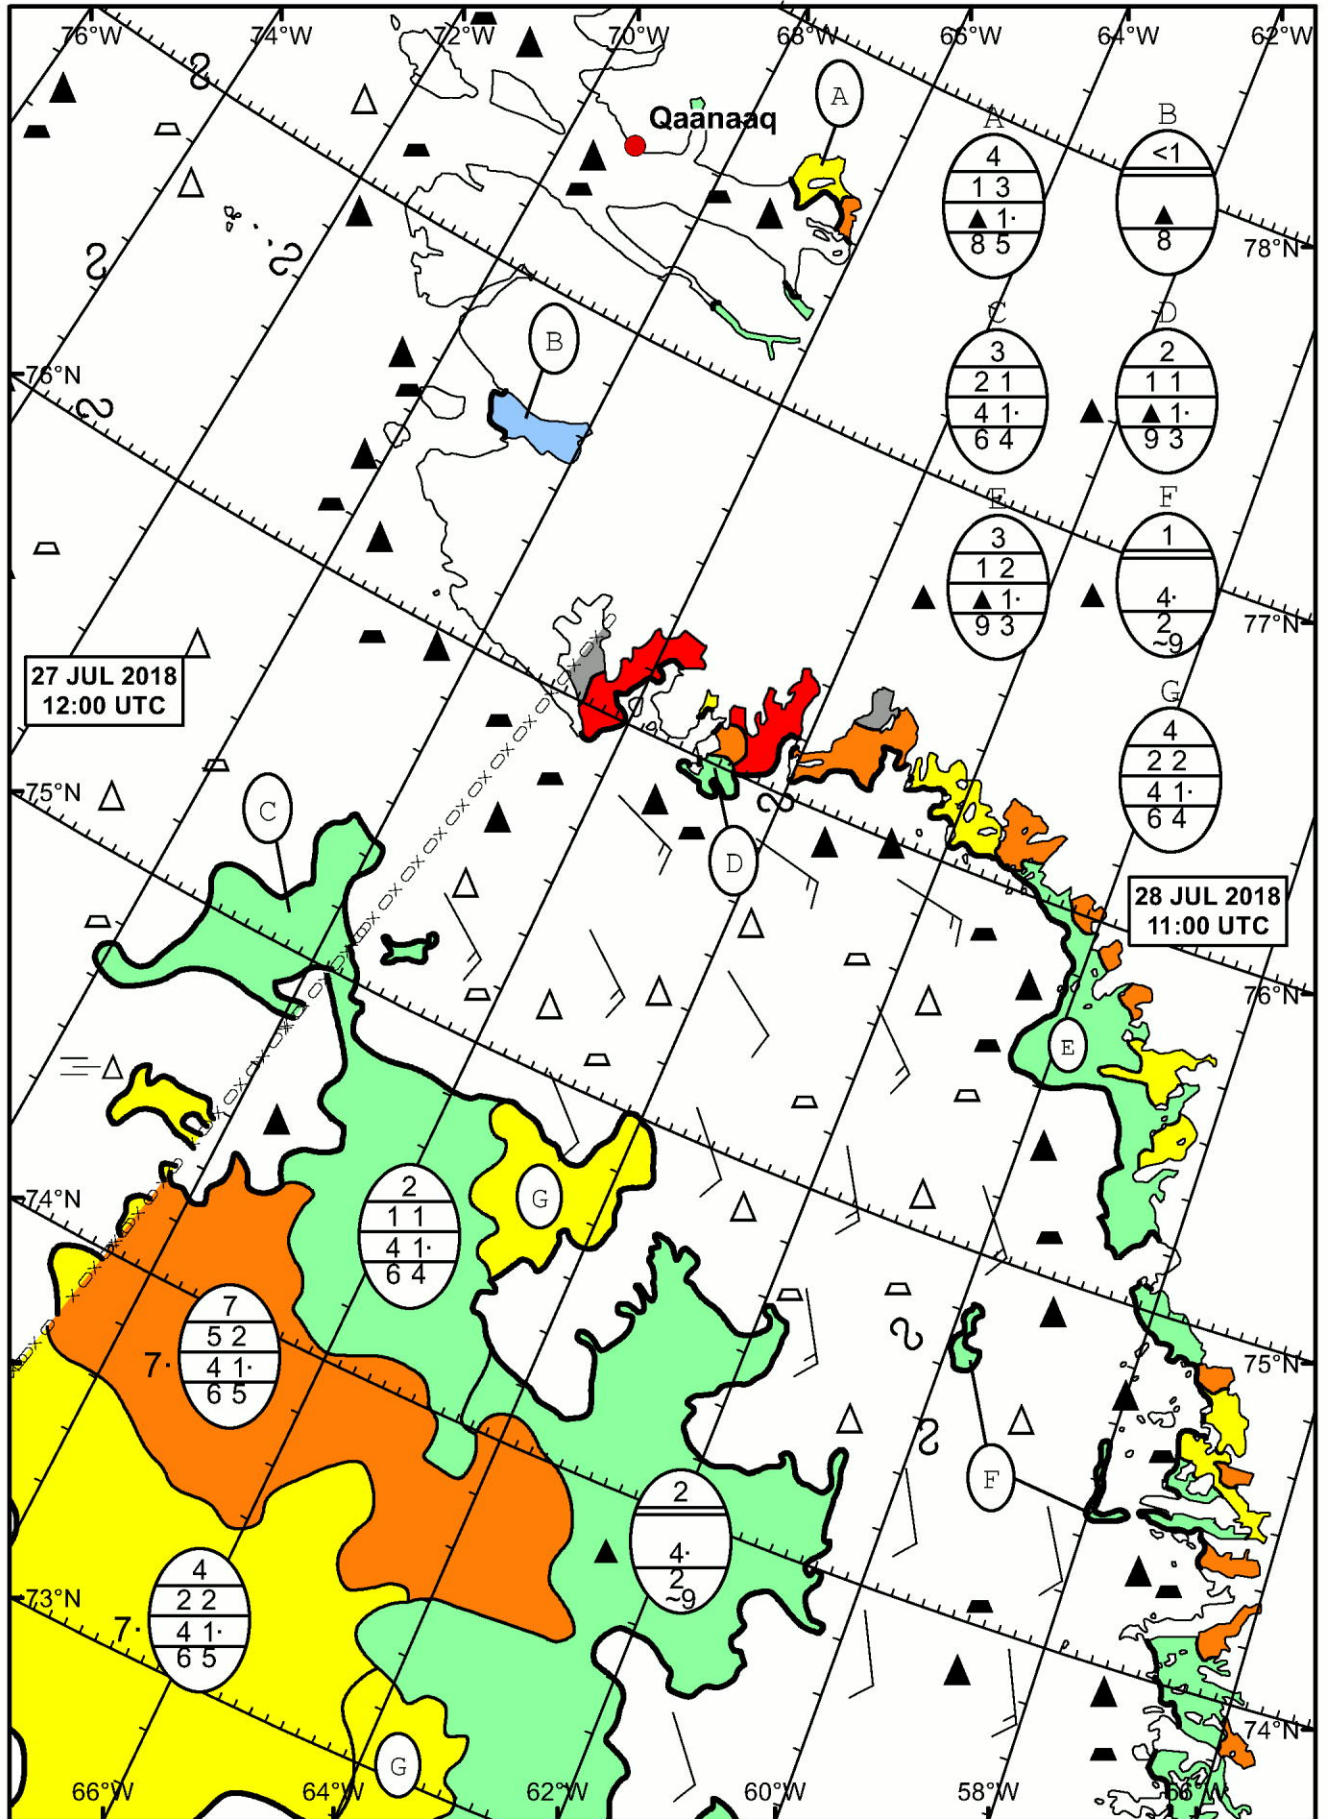 76°W 74°W 72°W 70°W 68°W 66°W 64°W 62°W
A
Qaanaaq
A
4
1 3
1·
8 5
B
<1
8
78°N
B
C
3
2 1
4 1·
6 4
D
2
1 1
1·
9 3
76°N
E
3
1 2
1·
9 3
F
1
4·
2
~9
77°N
27 JUL 2018
12:00 UTC
G
4
2 2
4 1·
6 4
75°N
C
D
28 JUL 2018
11:00 UTC
76°N
E
74°N
2
1 1
4 1·
6 4
G
7·
7
5 2
4 1·
6 5
75°N
F
2
4·
2
~9
73°N
7·
4
2 2
4 1·
6 5
74°N
G
66°W 64°W 62°W 60°W 58°W 56°W